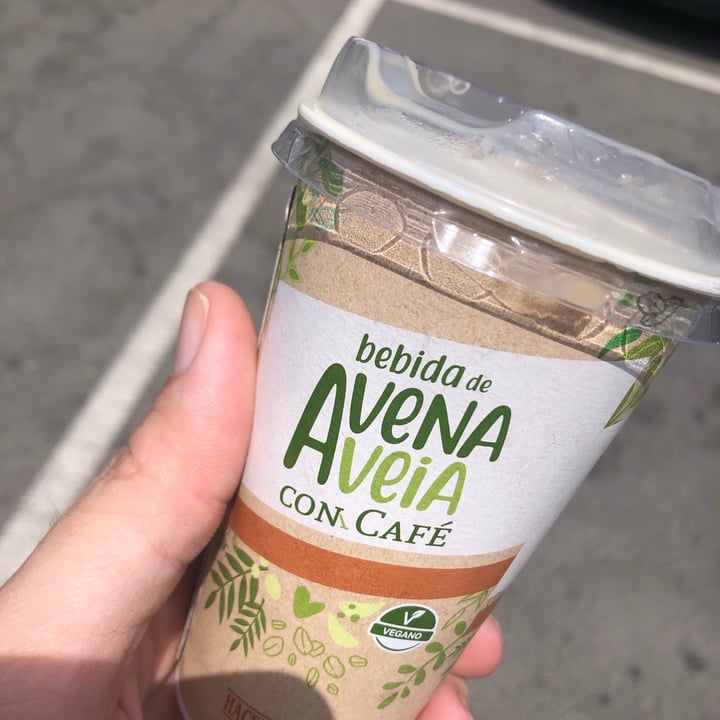 bebida de
AVENA
AVEIA
CON CAFÉ
V
VEGANO